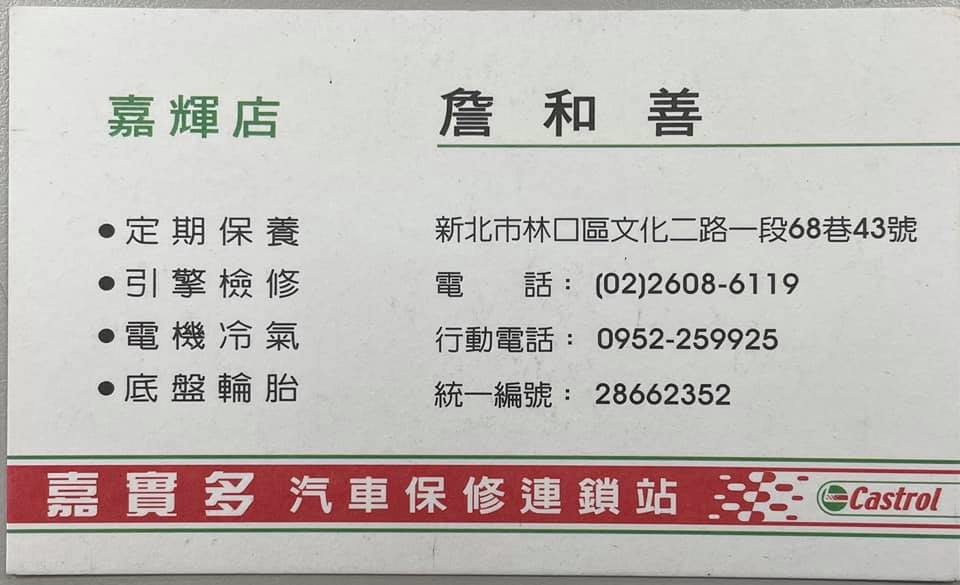 嘉輝店
詹和善
●定期保養
●引擎檢修
●電機冷氣
●底盤輪胎
新北市林口區文化二路一段68巷43號
電話：(02)2608-6119
行動電話：0952-259925
統一編號：28662352
嘉實多汽車保修連鎖站
Castrol